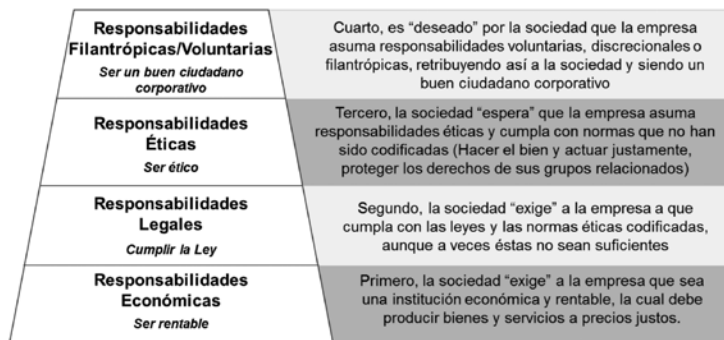 Responsabilidades
Filantrópicas/Voluntarias
Ser un buen ciudadano
corporativo
Cuarto, es “deseado” por la sociedad que la empresa
asuma responsabilidades voluntarias, discrecionales o
filantrópicas, retribuyendo así a la sociedad y siendo un
buen ciudadano corporativo
Responsabilidades
Éticas
Ser ético
Tercero, la sociedad “espera” que la empresa asuma
responsabilidades éticas y cumpla con normas que no han
sido codificadas (Hacer el bien y actuar justamente,
proteger los derechos de sus grupos relacionados)
Responsabilidades
Legales
Cumplir la Ley
Segundo, la sociedad “exige” a la empresa a que
cumpla con las leyes y las normas éticas codificadas,
aunque a veces éstas no sean suficientes
Responsabilidades
Económicas
Ser rentable
Primero, la sociedad “exige” a la empresa que sea
una institución económica y rentable, la cual debe
producir bienes y servicios a precios justos.